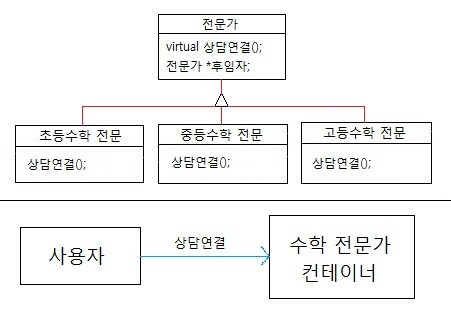 전문가
virtual 상담연결();
전문가 *후임자;
초등수학 전문
상담연결();
중등수학 전문
상담연결();
고등수학 전문
상담연결();
사용자
상담연결
수학 전문가
컨테이너